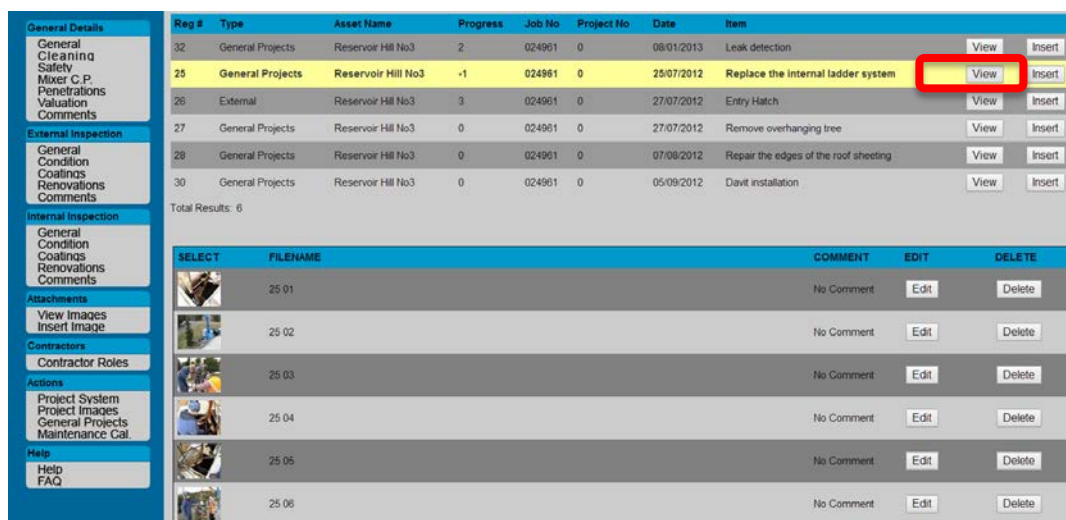 General Details
General
Cleaning
Safety
Mixer C.P.
Penetrations
Valuation
Comments
External Inspection
General
Condition
Coatings
Renovations
Comments
Internal Inspection
General
Condition
Coatings
Renovations
Comments
Attachments
View Images
Insert Image
Contractors
Contractor Roles
Actions
Project System
Project Images
General Projects
Maintenance Cal.
Help
Help
FAQ
Reg # Type Asset Name Progress Job No Project No Date Item
32 General Projects Reservoir Hill No3 2 024961 0 08/01/2013 Leak detection View Insert
25 General Projects Reservoir Hill No3 -1 024961 0 25/07/2012 Replace the internal ladder system View Insert
26 External Reservoir Hill No3 3 024961 0 27/07/2012 Entry Hatch View Insert
27 General Projects Reservoir Hill No3 0 024961 0 27/07/2012 Remove overhanging tree View Insert
28 General Projects Reservoir Hill No3 0 024961 0 07/08/2012 Repair the edges of the roof sheeting View Insert
30 General Projects Reservoir Hill No3 0 024961 0 05/09/2012 Davit installation View Insert
Total Results: 6
SELECT FILENAME COMMENT EDIT DELETE
25 01 No Comment Edit Delete
25 02 No Comment Edit Delete
25 03 No Comment Edit Delete
25 04 No Comment Edit Delete
25 05 No Comment Edit Delete
25 06 No Comment Edit Delete